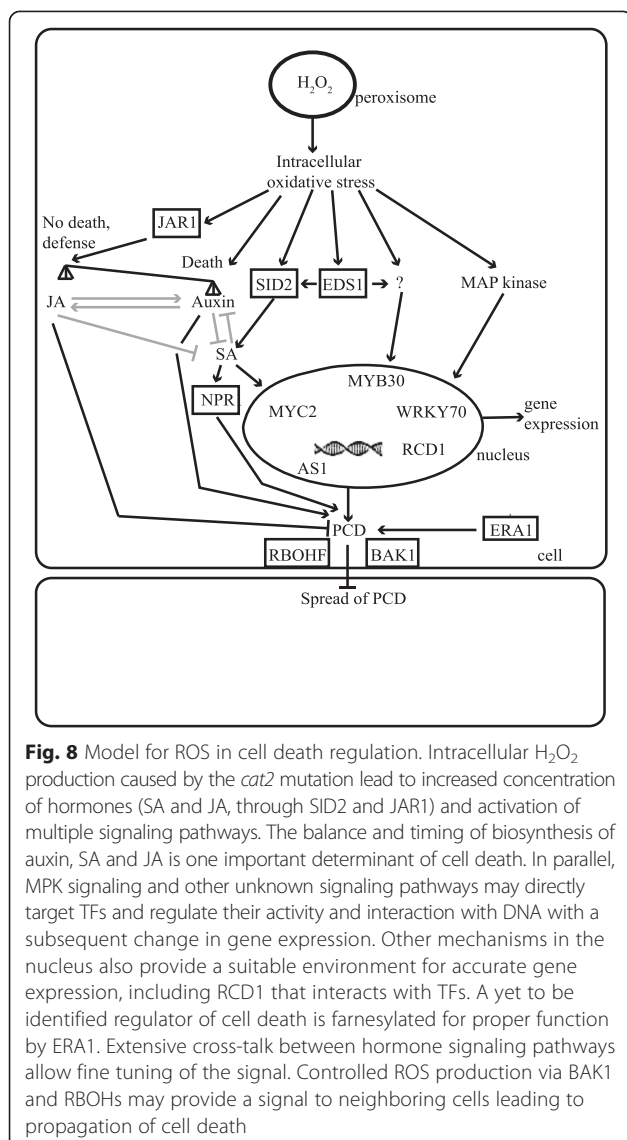 H₂O₂
peroxisome
Intracellular
oxidative stress
No death,
defense
JAR1
Death
JA
Auxin
SID2
EDS1
?
MAP kinase
SA
NPR
MYB30
MYC2
WRKY70
gene
expression
RCD1
nucleus
AS1
PCD
ERA1
RBOHF
BAK1
cell
Spread of PCD
Fig. 8 Model for ROS in cell death regulation. Intracellular H₂O₂
production caused by the cat2 mutation lead to increased concentration
of hormones (SA and JA, through SID2 and JAR1) and activation of
multiple signaling pathways. The balance and timing of biosynthesis of
auxin, SA and JA is one important determinant of cell death. In parallel,
MPK signaling and other unknown signaling pathways may directly
target TFs and regulate their activity and interaction with DNA with a
subsequent change in gene expression. Other mechanisms in the
nucleus also provide a suitable environment for accurate gene
expression, including RCD1 that interacts with TFs. A yet to be
identified regulator of cell death is farnesylated for proper function
by ERA1. Extensive cross-talk between hormone signaling pathways
allow fine tuning of the signal. Controlled ROS production via BAK1
and RBOHs may provide a signal to neighboring cells leading to
propagation of cell death